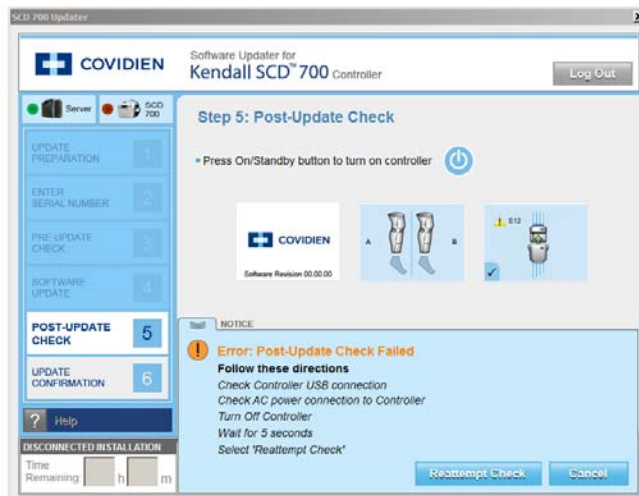 SCD 700 Updater
COVIDIEN
Software Updater for
Kendall SCD™ 700 Controller
Log Out
Server
SCD
700
Step 5: Post-Update Check
Press On/Standby button to turn on controller
UPDATE
PREPARATION
1
ENTER
SERIAL NUMBER
2
PRE-UPDATE
CHECK
3
SOFTWARE
UPDATE
4
POST-UPDATE
CHECK
5
UPDATE
CONFIRMATION
6
COVIDIEN
Software Revision 00.00.00
A
B
E12
NOTICE
Error: Post-Update Check Failed
Follow these directions
Check Controller USB connection
Check AC power connection to Controller
Turn Off Controller
Wait for 5 seconds
Select "Reattempt Check"
Reattempt Check
Cancel
? Help
DISCONNECTED INSTALLATION
Time
Remaining: h m